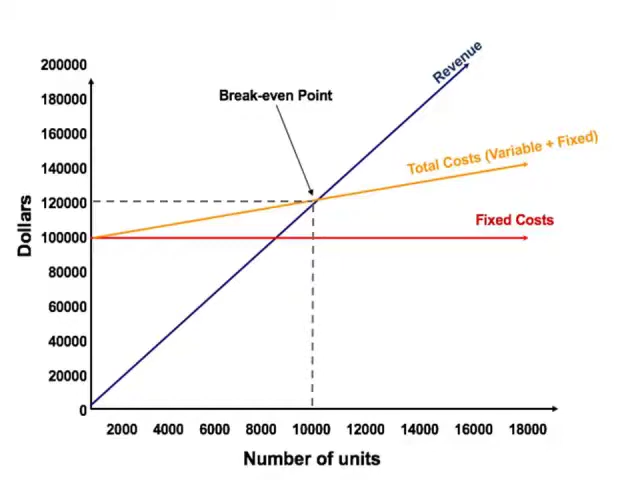 Revenue
200000
Break-even Point
180000
160000
Total Costs (Variable + Fixed)
140000
120000
Dollars
Fixed Costs
100000
80000
60000
40000
20000
0
2000 4000 6000 8000 10000 12000 14000 16000 18000
Number of units